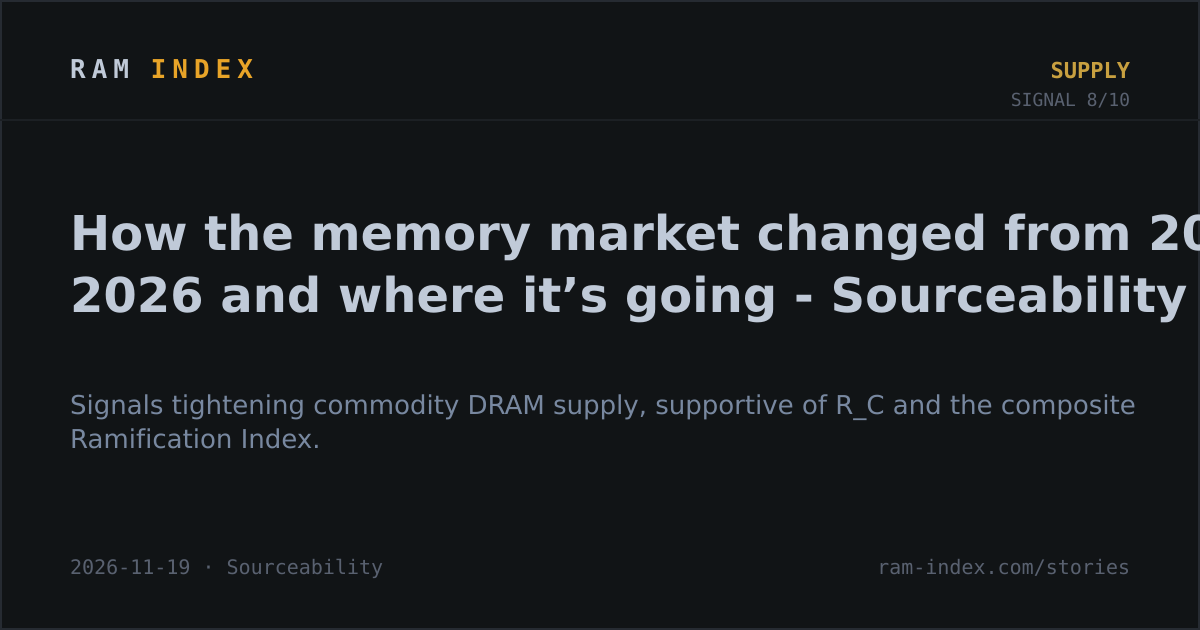 RAM INDEX
SUPPLY
SIGNAL 8/10
How the memory market changed from
2026 and where it’s going - Sourceability
Signals tightening commodity DRAM supply, supportive of R_C and the composite
Ramification Index.
2026-11-19 · Sourceability
ram-index.com/stories